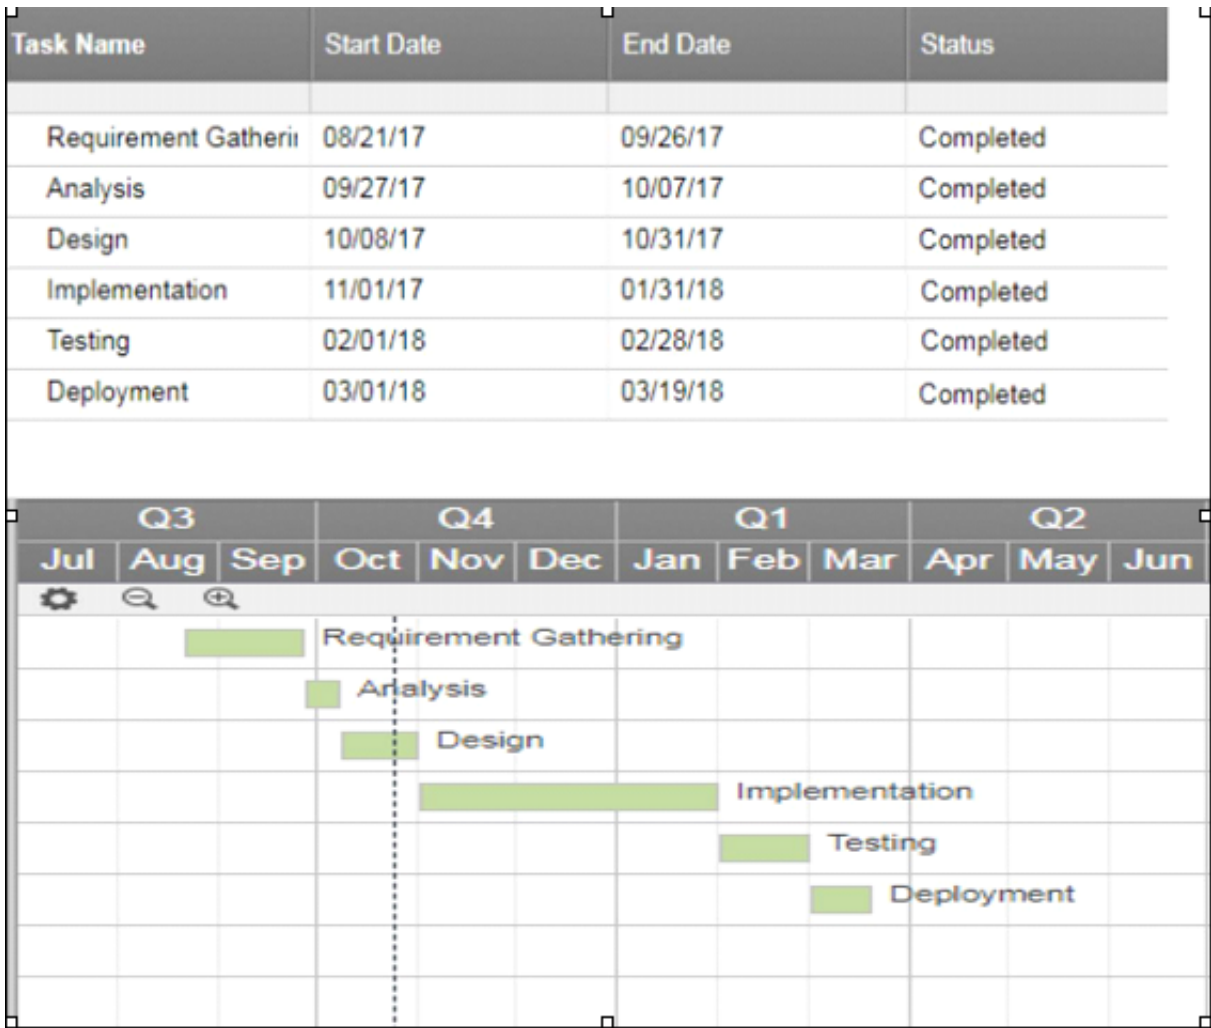 Task Name Start Date End Date Status
Requirement Gatherin 08/21/17 09/26/17 Completed
Analysis 09/27/17 10/07/17 Completed
Design 10/08/17 10/31/17 Completed
Implementation 11/01/17 01/31/18 Completed
Testing 02/01/18 02/28/18 Completed
Deployment 03/01/18 03/19/18 Completed
Q3 Q4 Q1 Q2
Jul Aug Sep Oct Nov Dec Jan Feb Mar Apr May Jun
Requirement Gathering
Analysis
Design
Implementation
Testing
Deployment